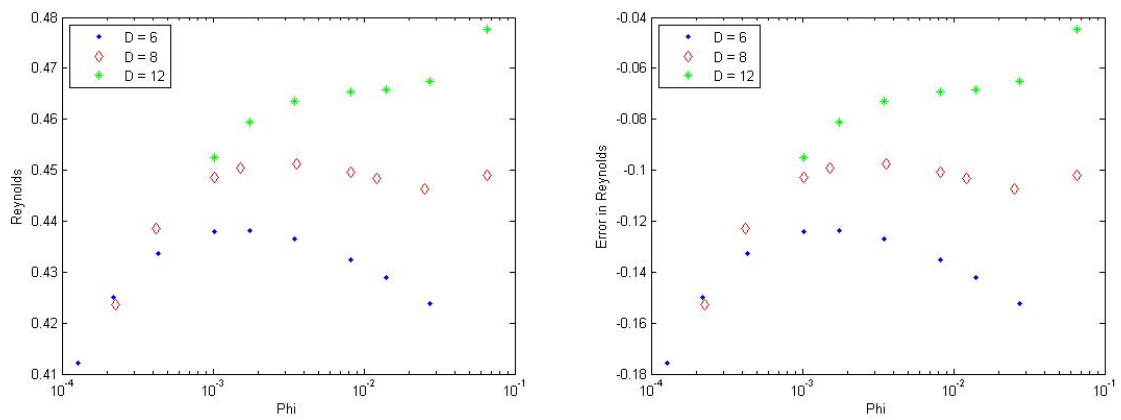 0.48
0.47
0.46
0.45
0.44
0.43
0.42
0.41
Reynolds
D = 6
D = 8
D = 12
10⁻⁴
10⁻³
10⁻²
10⁻¹
Phi
-0.04
-0.06
-0.08
-0.1
-0.12
-0.14
-0.16
-0.18
Error in Reynolds
D = 6
D = 8
D = 12
10⁻⁴
10⁻³
10⁻²
10⁻¹
Phi